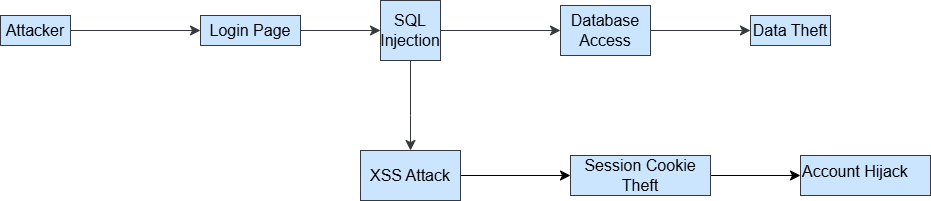 Attacker
Login Page
SQL
Injection
Database
Access
Data Theft
XSS Attack
Session Cookie
Theft
Account Hijack